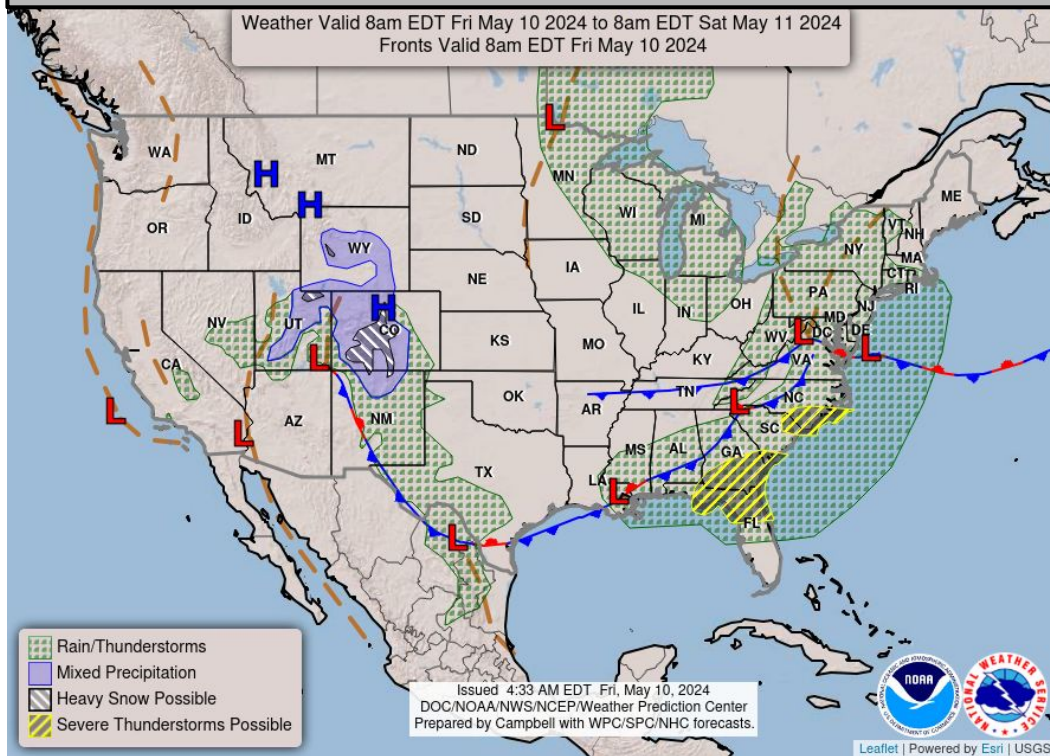 Weather Valid 8am EDT Fri May 10 2024 to 8am EDT Sat May 11 2024
Fronts Valid 8am EDT Fri May 10 2024
L
WA
MT
ND
MN
ME
H
H
OR
ID
SD
WI
MI
VT
NH
NY
MA
WY
CT
RI
IA
NE
PA
H
OH
NJ
NV
UT
CO
IL
IN
MD
L
DC
DE
WV
KS
MO
L
CA
L
KY
VA
TN
L
OK
NC
L
AZ
NM
AR
SC
L
MS
AL
GA
TX
LA
L
FL
L
Rain/Thunderstorms
Mixed Precipitation
Heavy Snow Possible
Severe Thunderstorms Possible
Issued 4:33 AM EDT Fri, May 10, 2024
DOC/NOAA/NWS/NCEP/Weather Prediction Center
Prepared by Campbell with WPC/SPC/NHC forecasts.
NOAA
NATIONAL WEATHER SERVICE
Leaflet | Powered by Esri | USGS